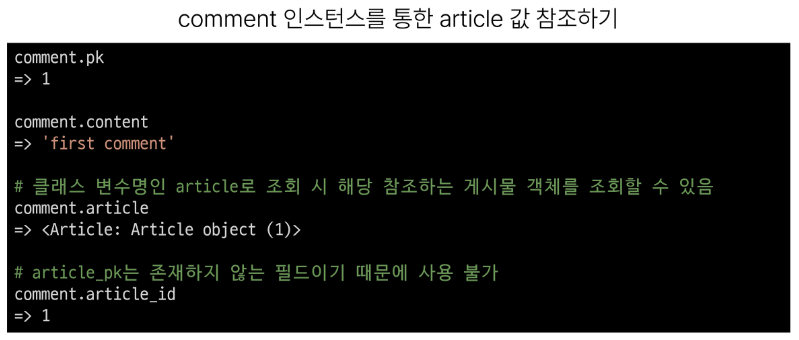 comment 인스턴스를 통한 article 값 참조하기
comment.pk
=> 1
comment.content
=> 'first comment'
# 클래스 변수명인 article로 조회 시 해당 참조하는 게시물 객체를 조회할 수 있음
comment.article
=> <Article: Article object (1)>
# article_pk는 존재하지 않는 필드이기 때문에 사용 불가
comment.article_id
=> 1